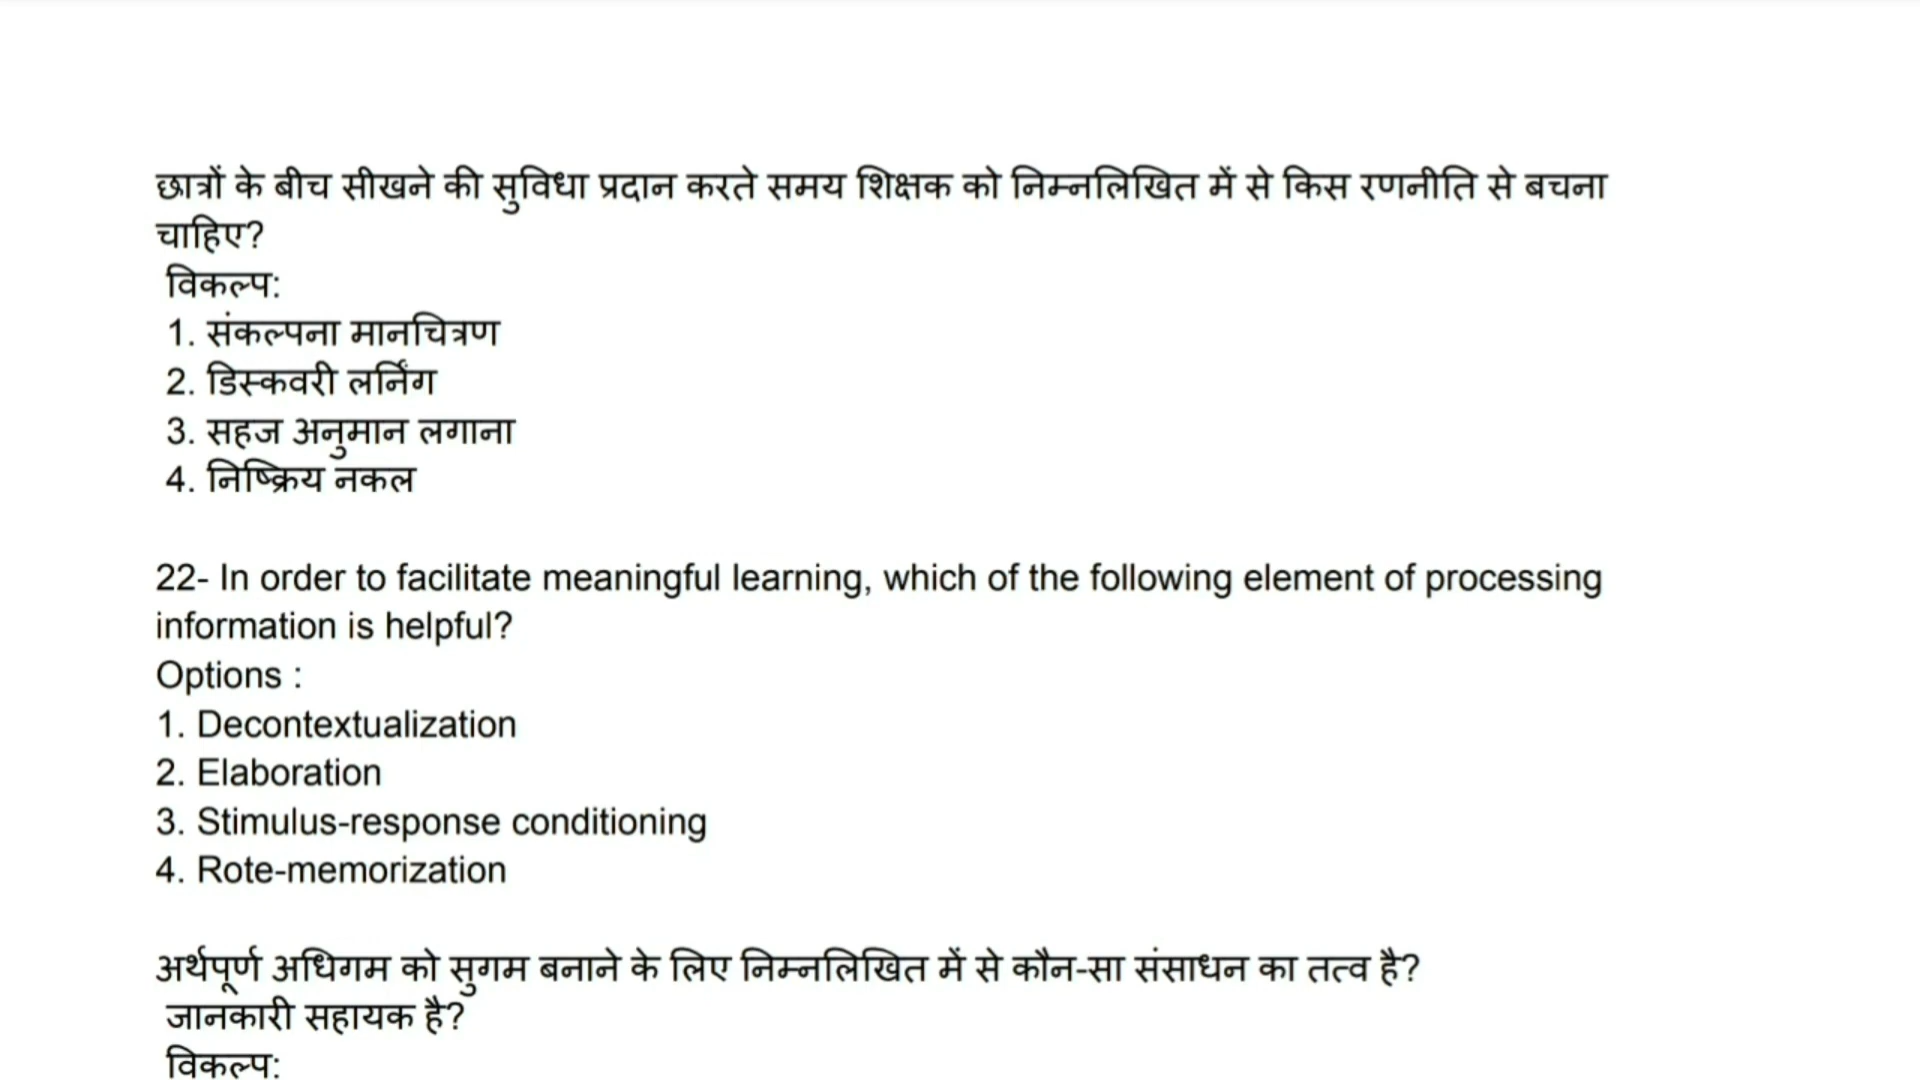 छात्रों के बीच सीखने की सुविधा प्रदान करते समय शिक्षक को निम्नलिखित में से किस रणनीति से बचना
चाहिए?
विकल्प:
1. संकल्पना मानचित्रण
2. डिस्कवरी लर्निंग
3. सहज अनुमान लगाना
4. निष्क्रिय नकल
22- In order to facilitate meaningful learning, which of the following element of processing
information is helpful?
Options :
1. Decontextualization
2. Elaboration
3. Stimulus-response conditioning
4. Rote-memorization
अर्थपूर्ण अधिगम को सुगम बनाने के लिए निम्नलिखित में से कौन-सा संसाधन का तत्व है?
जानकारी सहायक है?
विकल्प: